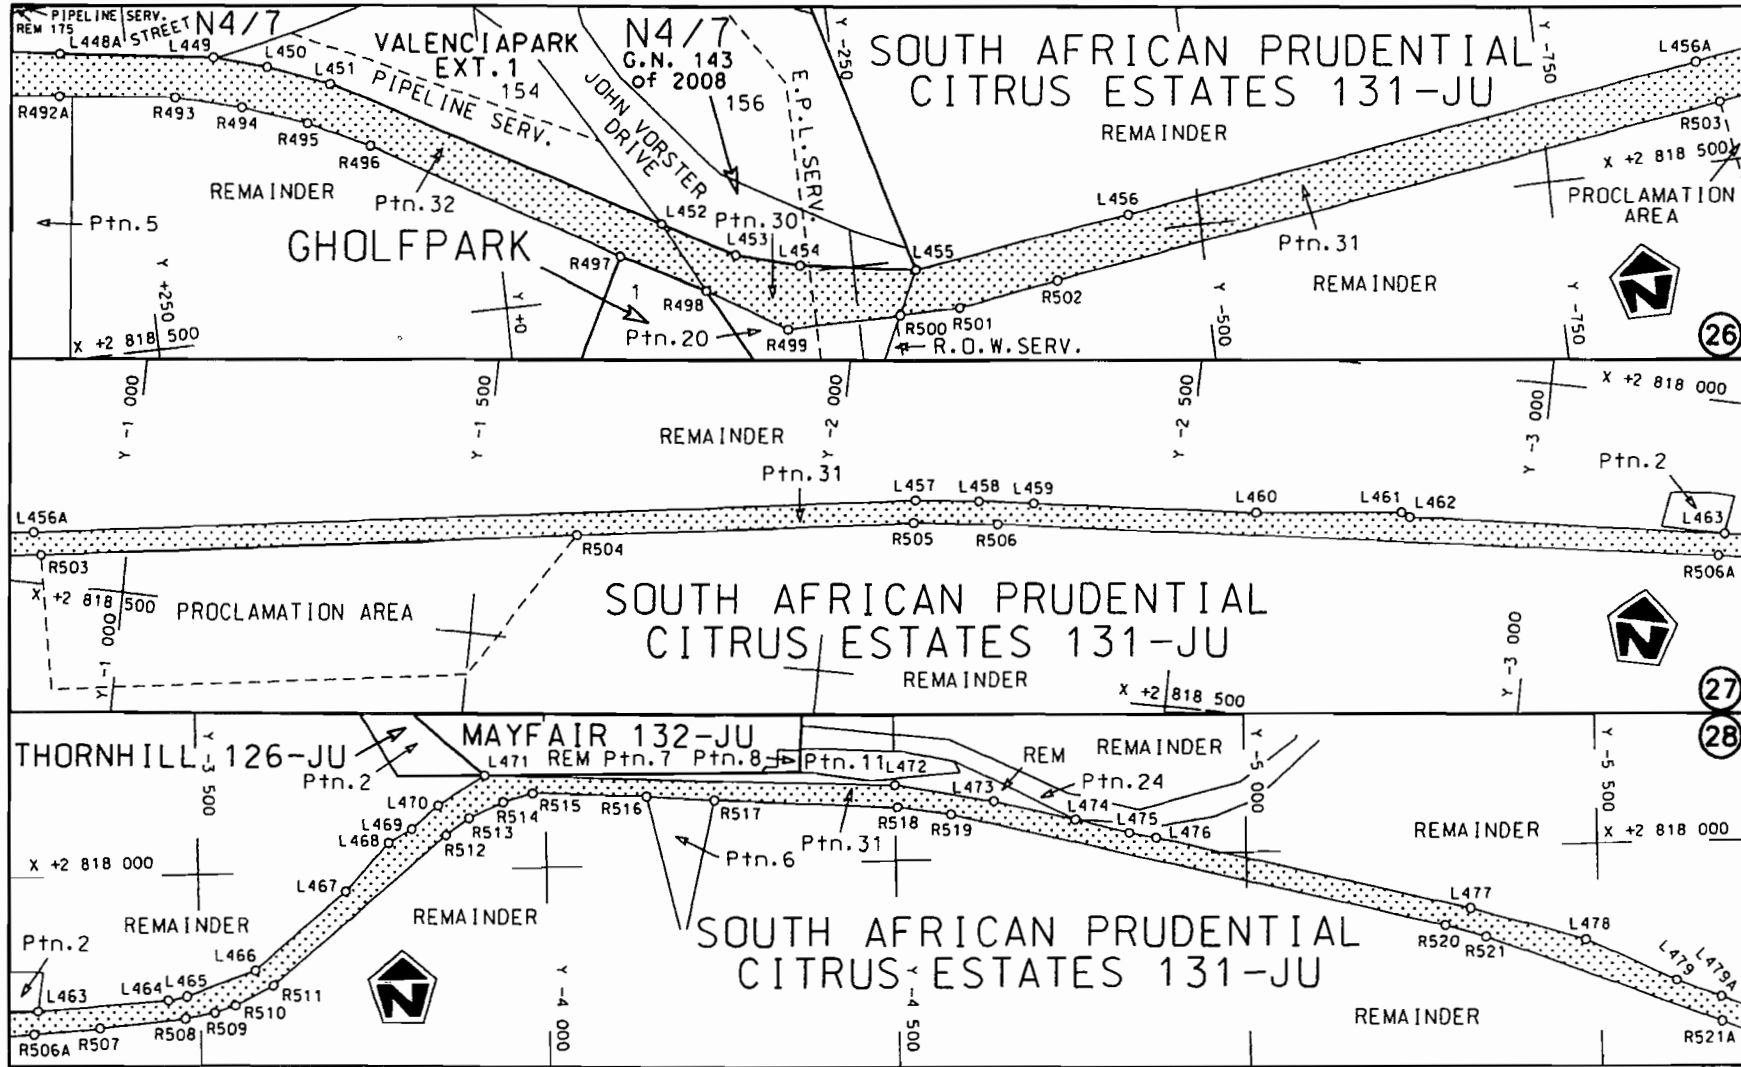 PIPELINE SERV.
REM 175
STREET
N4/7
L448A
L449
L450
L451
VALENCIAPARK
EXT.1
154
PIPELINE SERV.
JOHN VORSTER
DRIVE
N4/7
G.N. 143
of 2008
156
E.P.L.SERV.
Y -250
SOUTH AFRICAN PRUDENTIAL
CITRUS ESTATES 131-JU
REMAINDER
Y -750
L456A
R503
X +2 818 500
PROCLAMATION
AREA
R492A
R493
R494
R495
R496
REMAINDER
Ptn.32
Ptn.5
GHOLFPARK
R497
1
R498
L452
Ptn.30
L453
L454
L455
L456
Ptn.31
REMAINDER
R502
R501
R500
R499
Ptn.20
R.O.W.SERV.
Y +250
Y +0
X +2 818 500
Y -500
Y -750
N
26
Y -1 000
Y -1 500
Y -2 000
Y -2 500
Y -3 000
X +2 818 000
REMAINDER
Ptn.31
Ptn.2
L456A
L457
L458
L459
L460
L461
L462
L463
R503
R504
R505
R506
R506A
X +2 818 500
PROCLAMATION AREA
Y -1 000
SOUTH AFRICAN PRUDENTIAL
CITRUS ESTATES 131-JU
REMAINDER
X +2 818 500
Y -3 000
N
27
THORNHILL 126-JU
Ptn.2
Y -3 500
MAYFAIR 132-JU
REM Ptn.7
Ptn.8
Ptn.11
REM
REMAINDER
Ptn.24
Y -5 000
Y -5 500
28
L471
L472
L473
L474
L475
L476
L470
L469
L468
L467
R515
R516
R517
R518
R519
R514
R513
R512
Ptn.31
Ptn.6
REMAINDER
X +2 818 000
X +2 818 000
REMAINDER
REMAINDER
Ptn.2
L463
L464
L465
L466
R511
R510
R509
R508
R507
R506A
N
Y -4 000
SOUTH AFRICAN PRUDENTIAL
CITRUS ESTATES 131-JU
Y -4 500
L477
L478
L479
L479A
R520
R521
R521A
REMAINDER